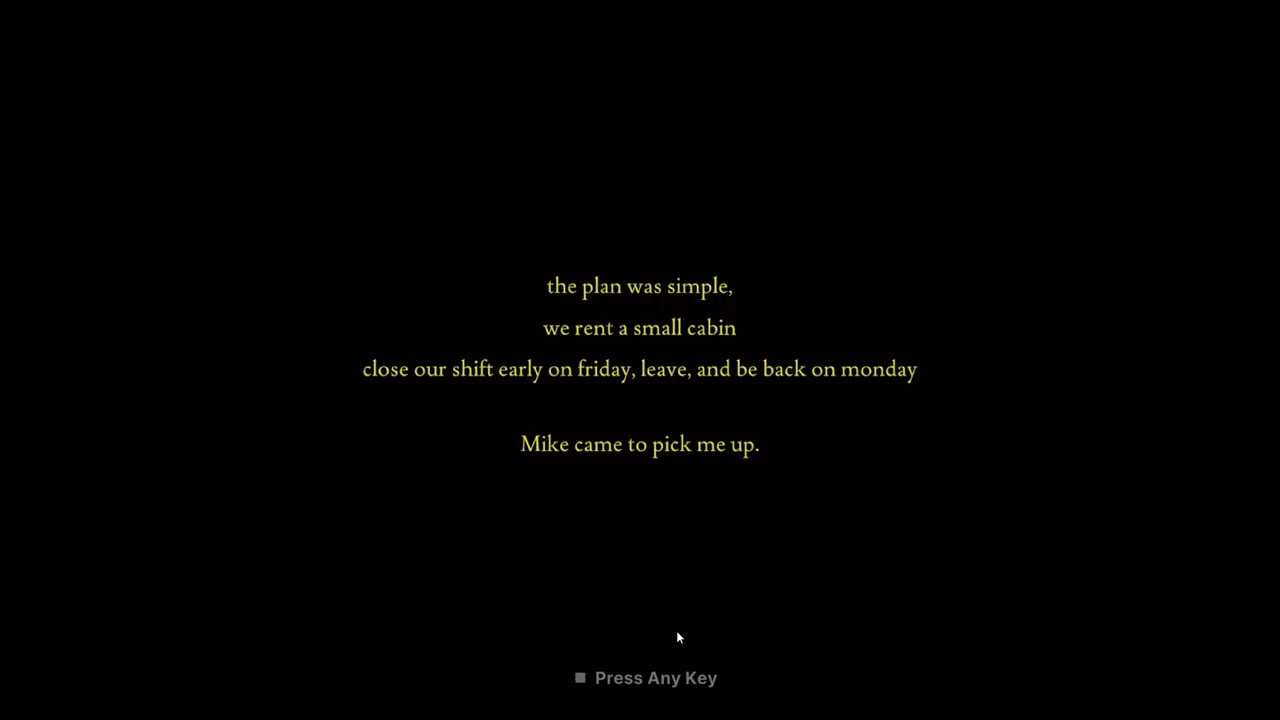 the plan was simple,
we rent a small cabin
close our shift early on friday, leave, and be back on monday
Mike came to pick me up.
Press Any Key